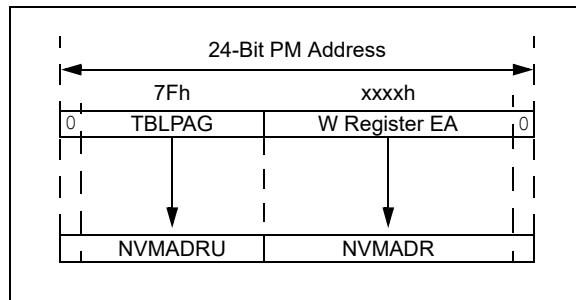 24-Bit PM Address
7Fh xxxxh
0 TBLPAG W Register EA 0
NVMADRU NVMADR